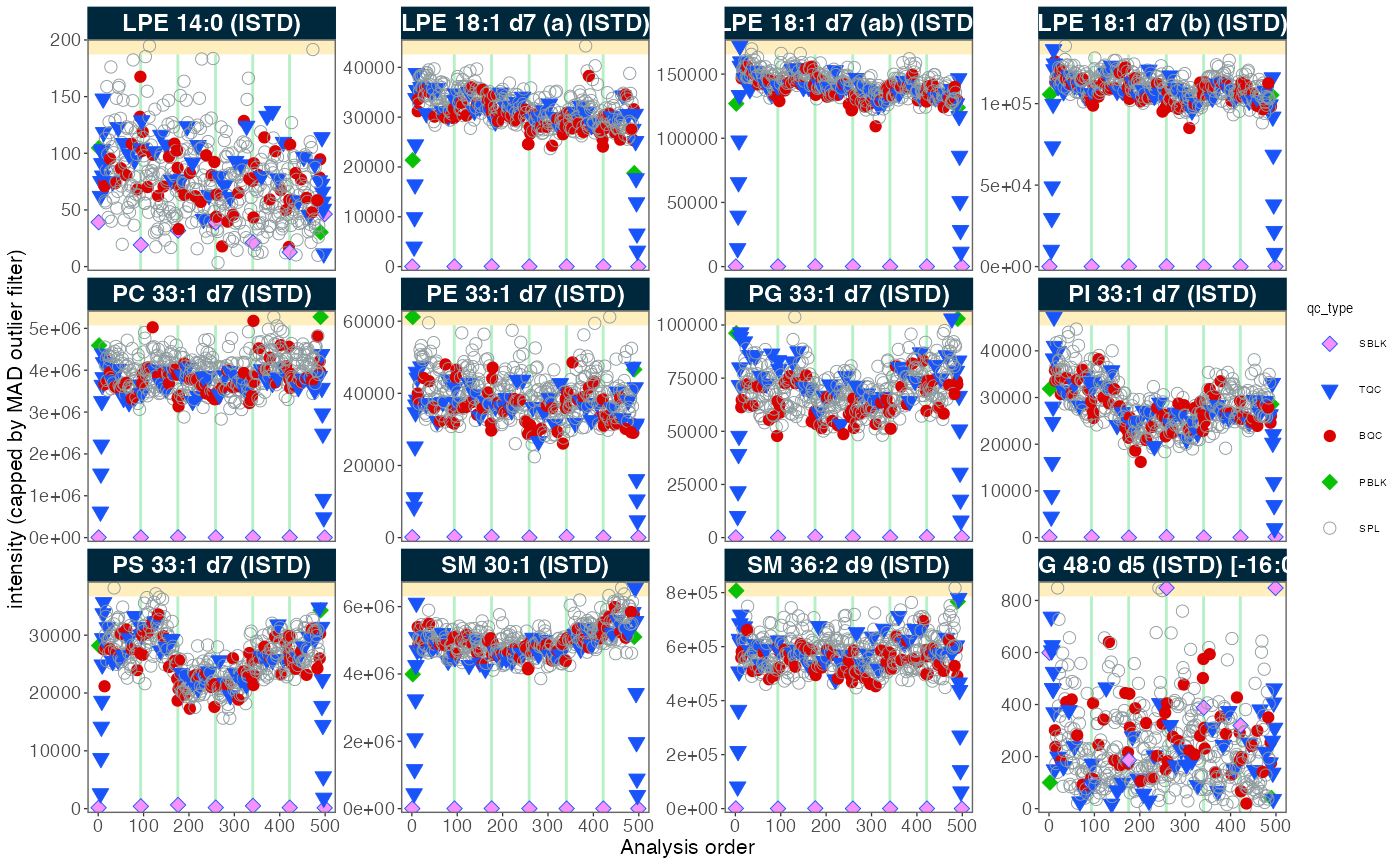 LPE 14:0 (ISTD)
LPE 18:1 d7 (a) (ISTD)
LPE 18:1 d7 (ab) (ISTD)
LPE 18:1 d7 (b) (ISTD)
200
150
100
50
0
40000
30000
20000
10000
0
150000
100000
50000
0
1e+05
5e+04
0e+00
PC 33:1 d7 (ISTD)
PE 33:1 d7 (ISTD)
PG 33:1 d7 (ISTD)
PI 33:1 d7 (ISTD)
5e+06
4e+06
3e+06
2e+06
1e+06
0e+00
60000
40000
20000
0
100000
75000
50000
25000
0
40000
30000
20000
10000
0
PS 33:1 d7 (ISTD)
SM 30:1 (ISTD)
SM 36:2 d9 (ISTD)
G 48:0 d5 (ISTD) [-16:0
30000
20000
10000
0
6e+06
4e+06
2e+06
0e+00
8e+05
6e+05
4e+05
2e+05
0e+00
800
600
400
200
0
0 100 200 300 400 500
0 100 200 300 400 500
0 100 200 300 400 500
0 100 200 300 400 500
Analysis order
intensity (capped by MAD outlier filter)
qc_type
SBLK
TQC
BQC
PBLK
SPL